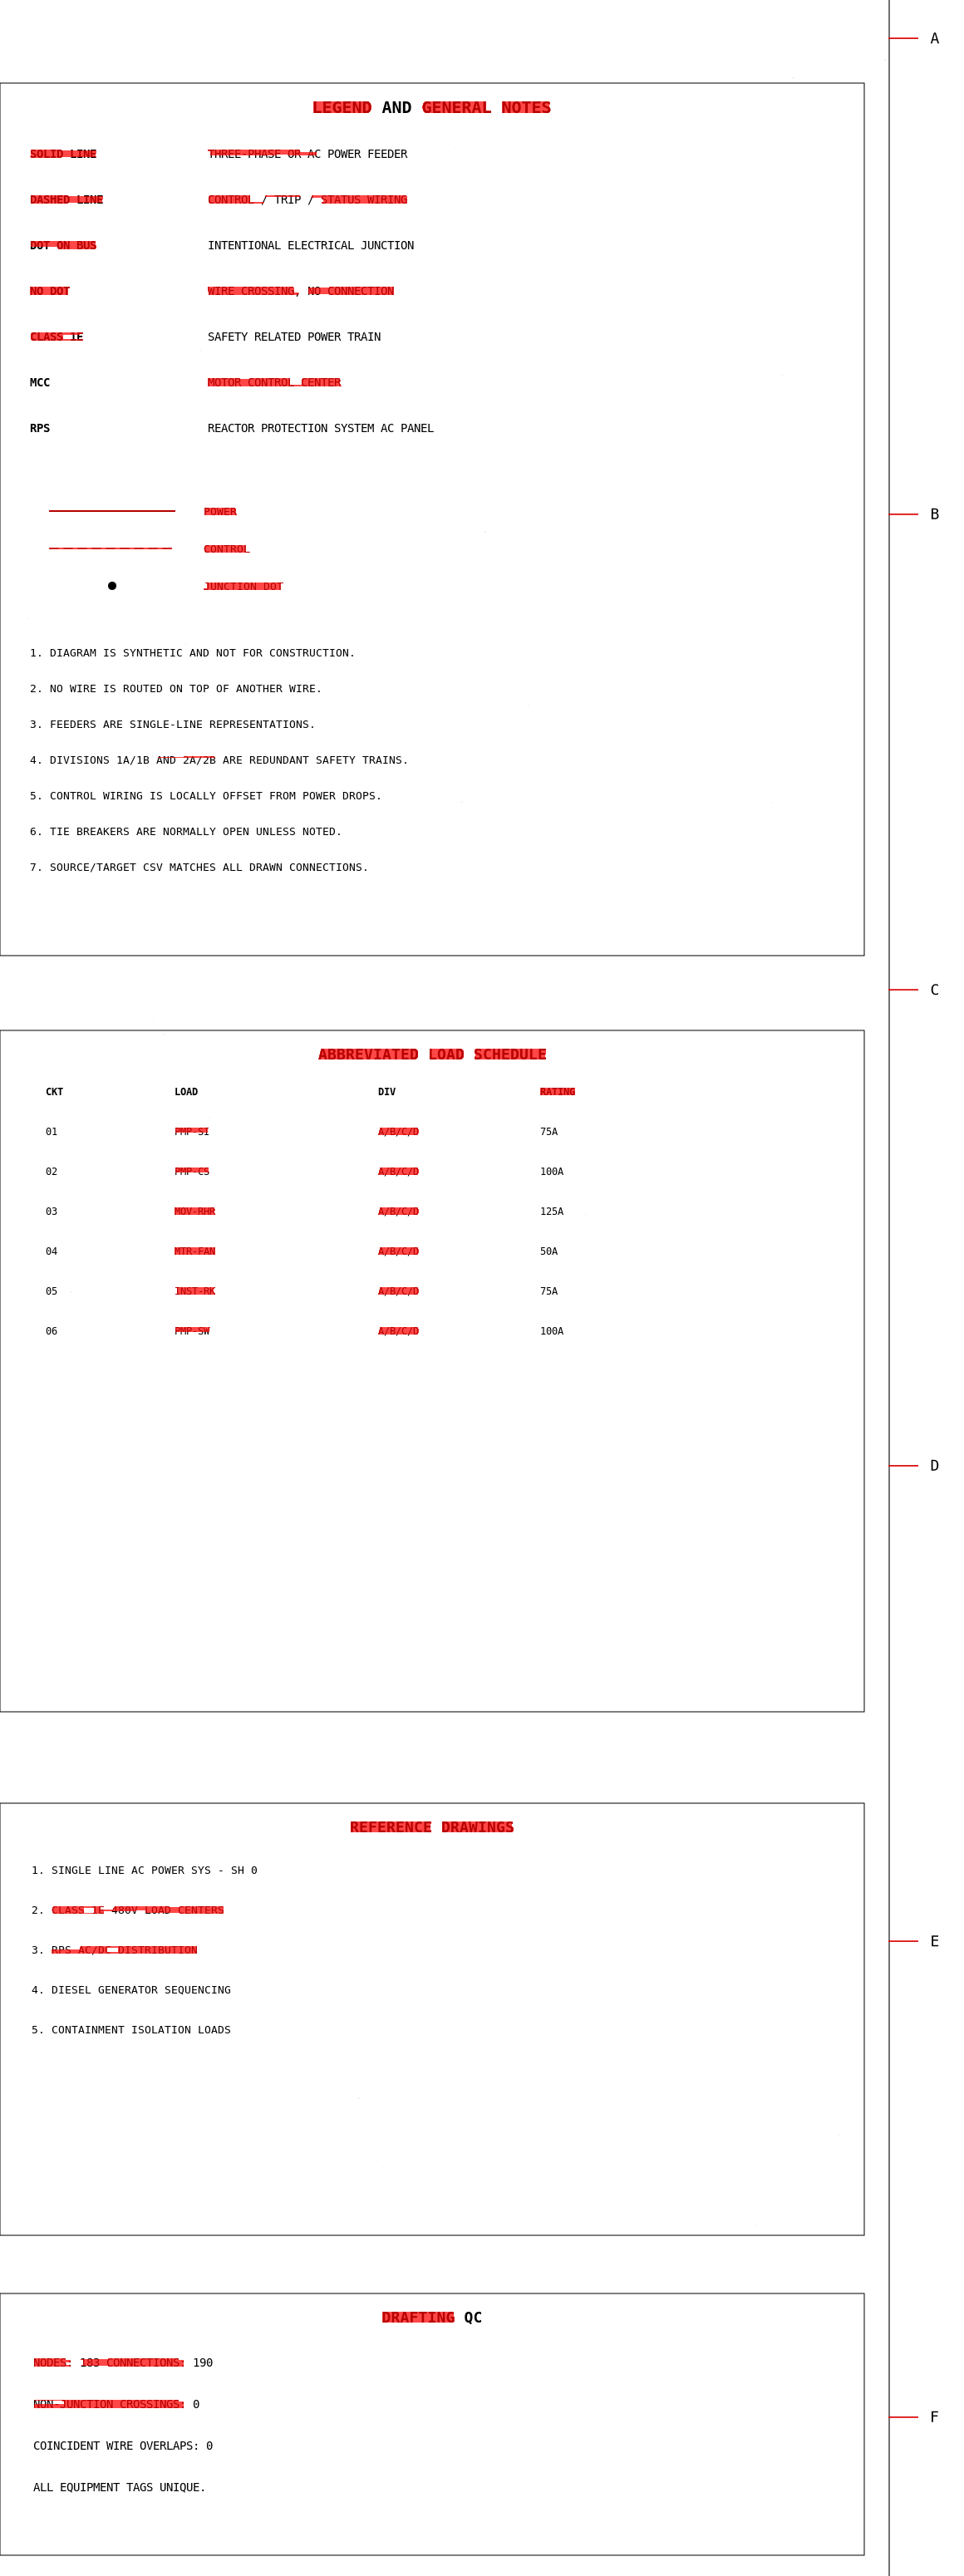 A
LEGEND AND GENERAL NOTES
SOLID LINE THREE-PHASE OR AC POWER FEEDER
DASHED LINE CONTROL / TRIP / STATUS WIRING
DOT ON BUS INTENTIONAL ELECTRICAL JUNCTION
NO DOT WIRE CROSSING, NO CONNECTION
CLASS 1E SAFETY RELATED POWER TRAIN
MCC MOTOR CONTROL CENTER
RPS REACTOR PROTECTION SYSTEM AC PANEL
POWER
B
CONTROL
JUNCTION DOT
1. DIAGRAM IS SYNTHETIC AND NOT FOR CONSTRUCTION.
2. NO WIRE IS ROUTED ON TOP OF ANOTHER WIRE.
3. FEEDERS ARE SINGLE-LINE REPRESENTATIONS.
4. DIVISIONS 1A/1B AND 2A/2B ARE REDUNDANT SAFETY TRAINS.
5. CONTROL WIRING IS LOCALLY OFFSET FROM POWER DROPS.
6. TIE BREAKERS ARE NORMALLY OPEN UNLESS NOTED.
7. SOURCE/TARGET CSV MATCHES ALL DRAWN CONNECTIONS.
C
ABBREVIATED LOAD SCHEDULE
CKT LOAD DIV RATING
01 PMP-SI A/B/C/D 75A
02 PMP-CS A/B/C/D 100A
03 MOV-RHR A/B/C/D 125A
04 MTR-FAN A/B/C/D 50A
05 INST-RK A/B/C/D 75A
06 PMP-SW A/B/C/D 100A
D
REFERENCE DRAWINGS
1. SINGLE LINE AC POWER SYS - SH 0
2. CLASS 1E 480V LOAD CENTERS
3. RPS AC/DC DISTRIBUTION
E
4. DIESEL GENERATOR SEQUENCING
5. CONTAINMENT ISOLATION LOADS
DRAFTING QC
NODES: 183 CONNECTIONS: 190
NON-JUNCTION CROSSINGS: 0
F
COINCIDENT WIRE OVERLAPS: 0
ALL EQUIPMENT TAGS UNIQUE.